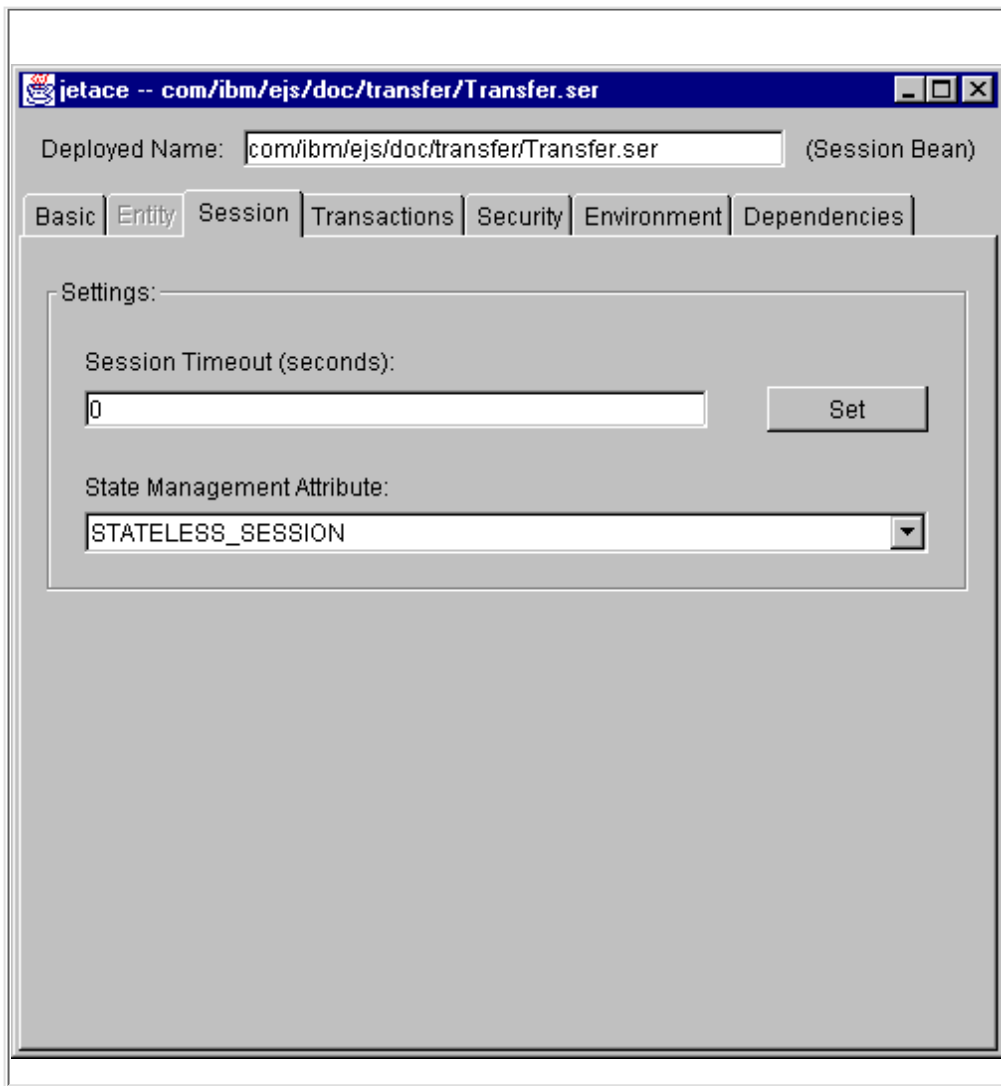 jetace -- com/ibm/ejs/doc/transfer/Transfer.ser
Deployed Name: com/ibm/ejs/doc/transfer/Transfer.ser (Session Bean)
Basic Entity Session Transactions Security Environment Dependencies
Settings:
Session Timeout (seconds):
0 Set
State Management Attribute:
STATELESS_SESSION